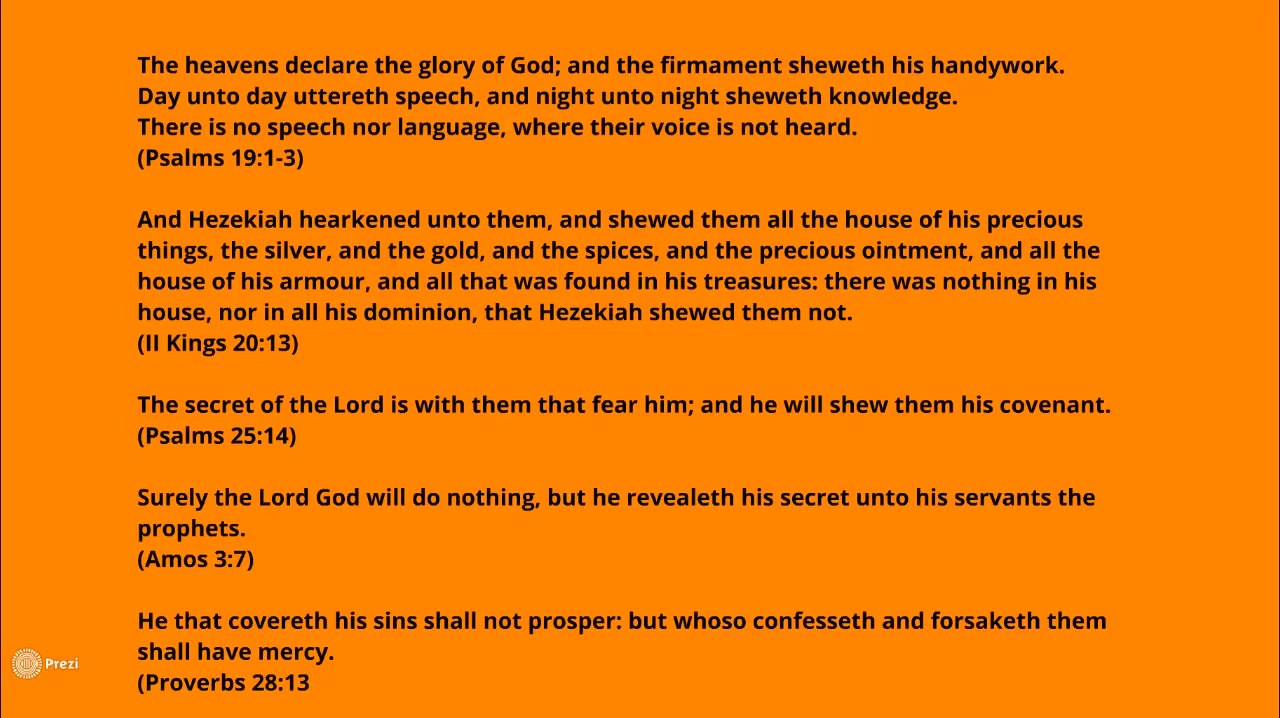 The heavens declare the glory of God; and the firmament sheweth his handywork.
Day unto day uttereth speech, and night unto night sheweth knowledge.
There is no speech nor language, where their voice is not heard.
(Psalms 19:1-3)
And Hezekiah hearkened unto them, and shewed them all the house of his precious
things, the silver, and the gold, and the spices, and the precious ointment, and all the
house of his armour, and all that was found in his treasures: there was nothing in his
house, nor in all his dominion, that Hezekiah shewed them not.
(II Kings 20:13)
The secret of the Lord is with them that fear him; and he will shew them his covenant.
(Psalms 25:14)
Surely the Lord God will do nothing, but he revealeth his secret unto his servants the
prophets.
(Amos 3:7)
He that covereth his sins shall not prosper: but whoso confesseth and forsaketh them
shall have mercy.
(Proverbs 28:13
Prezi